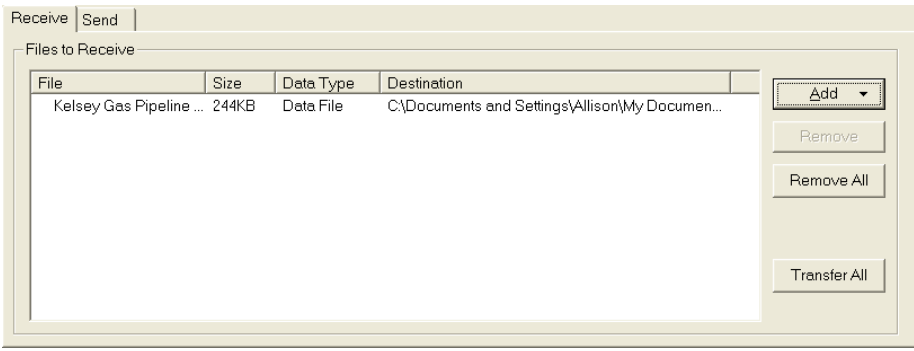 Receive Send
Files to Receive
File Size Data Type Destination
Kelsey Gas Pipeline ... 244KB Data File C:\Documents and Settings\Allison\My Documen...
Add
Remove
Remove All
Transfer All